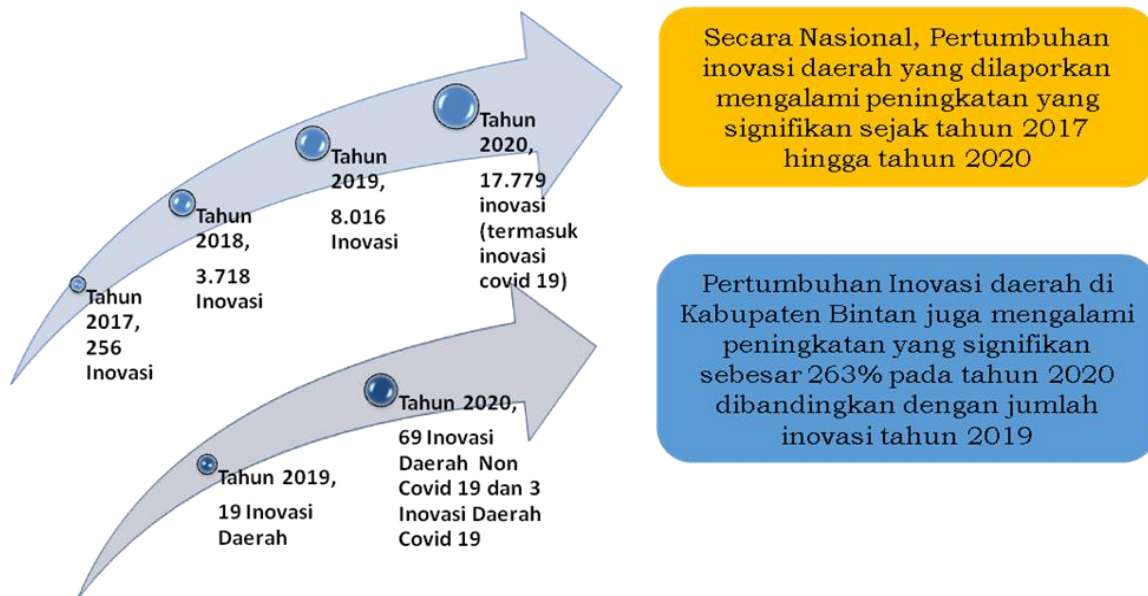 Tahun
2017,
256
Inovasi
Tahun
2018,
3.718
Inovasi
Tahun
2019,
8.016
Inovasi
Tahun
2020,
17.779
inovasi
(termasuk
inovasi
covid 19)
Secara Nasional, Pertumbuhan
inovasi daerah yang dilaporkan
mengalami peningkatan yang
signifikan sejak tahun 2017
hingga tahun 2020
Tahun 2019,
19 Inovasi
Daerah
Tahun 2020,
69 Inovasi
Daerah Non
Covid 19 dan 3
Inovasi Daerah
Covid 19
Pertumbuhan Inovasi daerah di
Kabupaten Bintan juga mengalami
peningkatan yang signifikan
sebesar 263% pada tahun 2020
dibandingkan dengan jumlah
inovasi tahun 2019